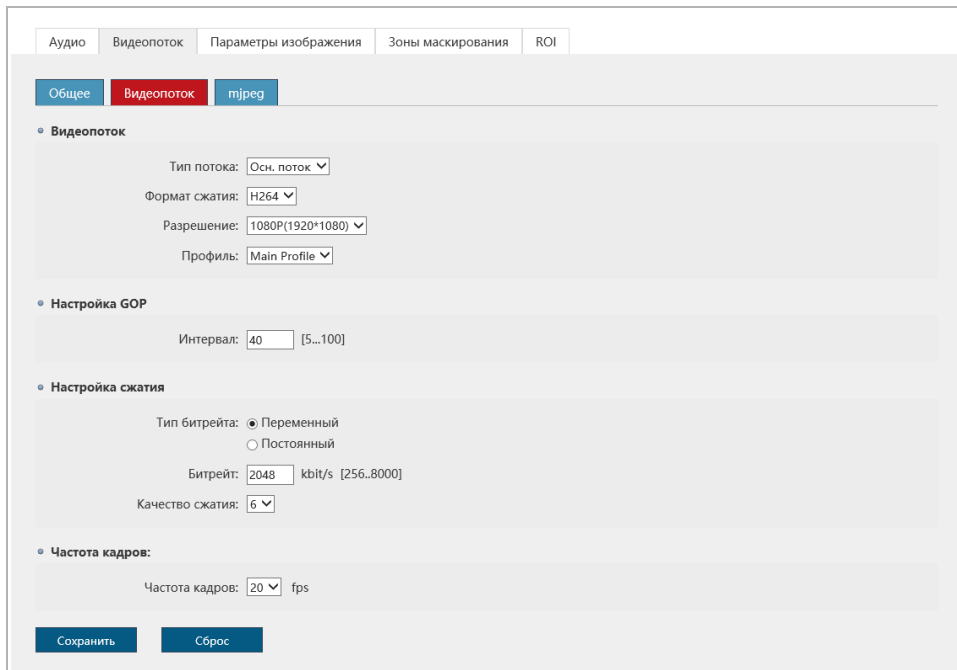 Аудио Видеопоток Параметры изображения Зоны маскирования ROI
Общее Видеопоток mjpeg
Видеопоток
Тип потока: Осн. поток
Формат сжатия: H264
Разрешение: 1080P(1920*1080)
Профиль: Main Profile
Настройка GOP
Интервал: 40 [5...100]
Настройка сжатия
Тип битрейта: Переменный
Постоянный
Битрейт: 2048 kbit/s [256..8000]
Качество сжатия: 6
Частота кадров:
Частота кадров: 20 fps
Сохранить Сброс